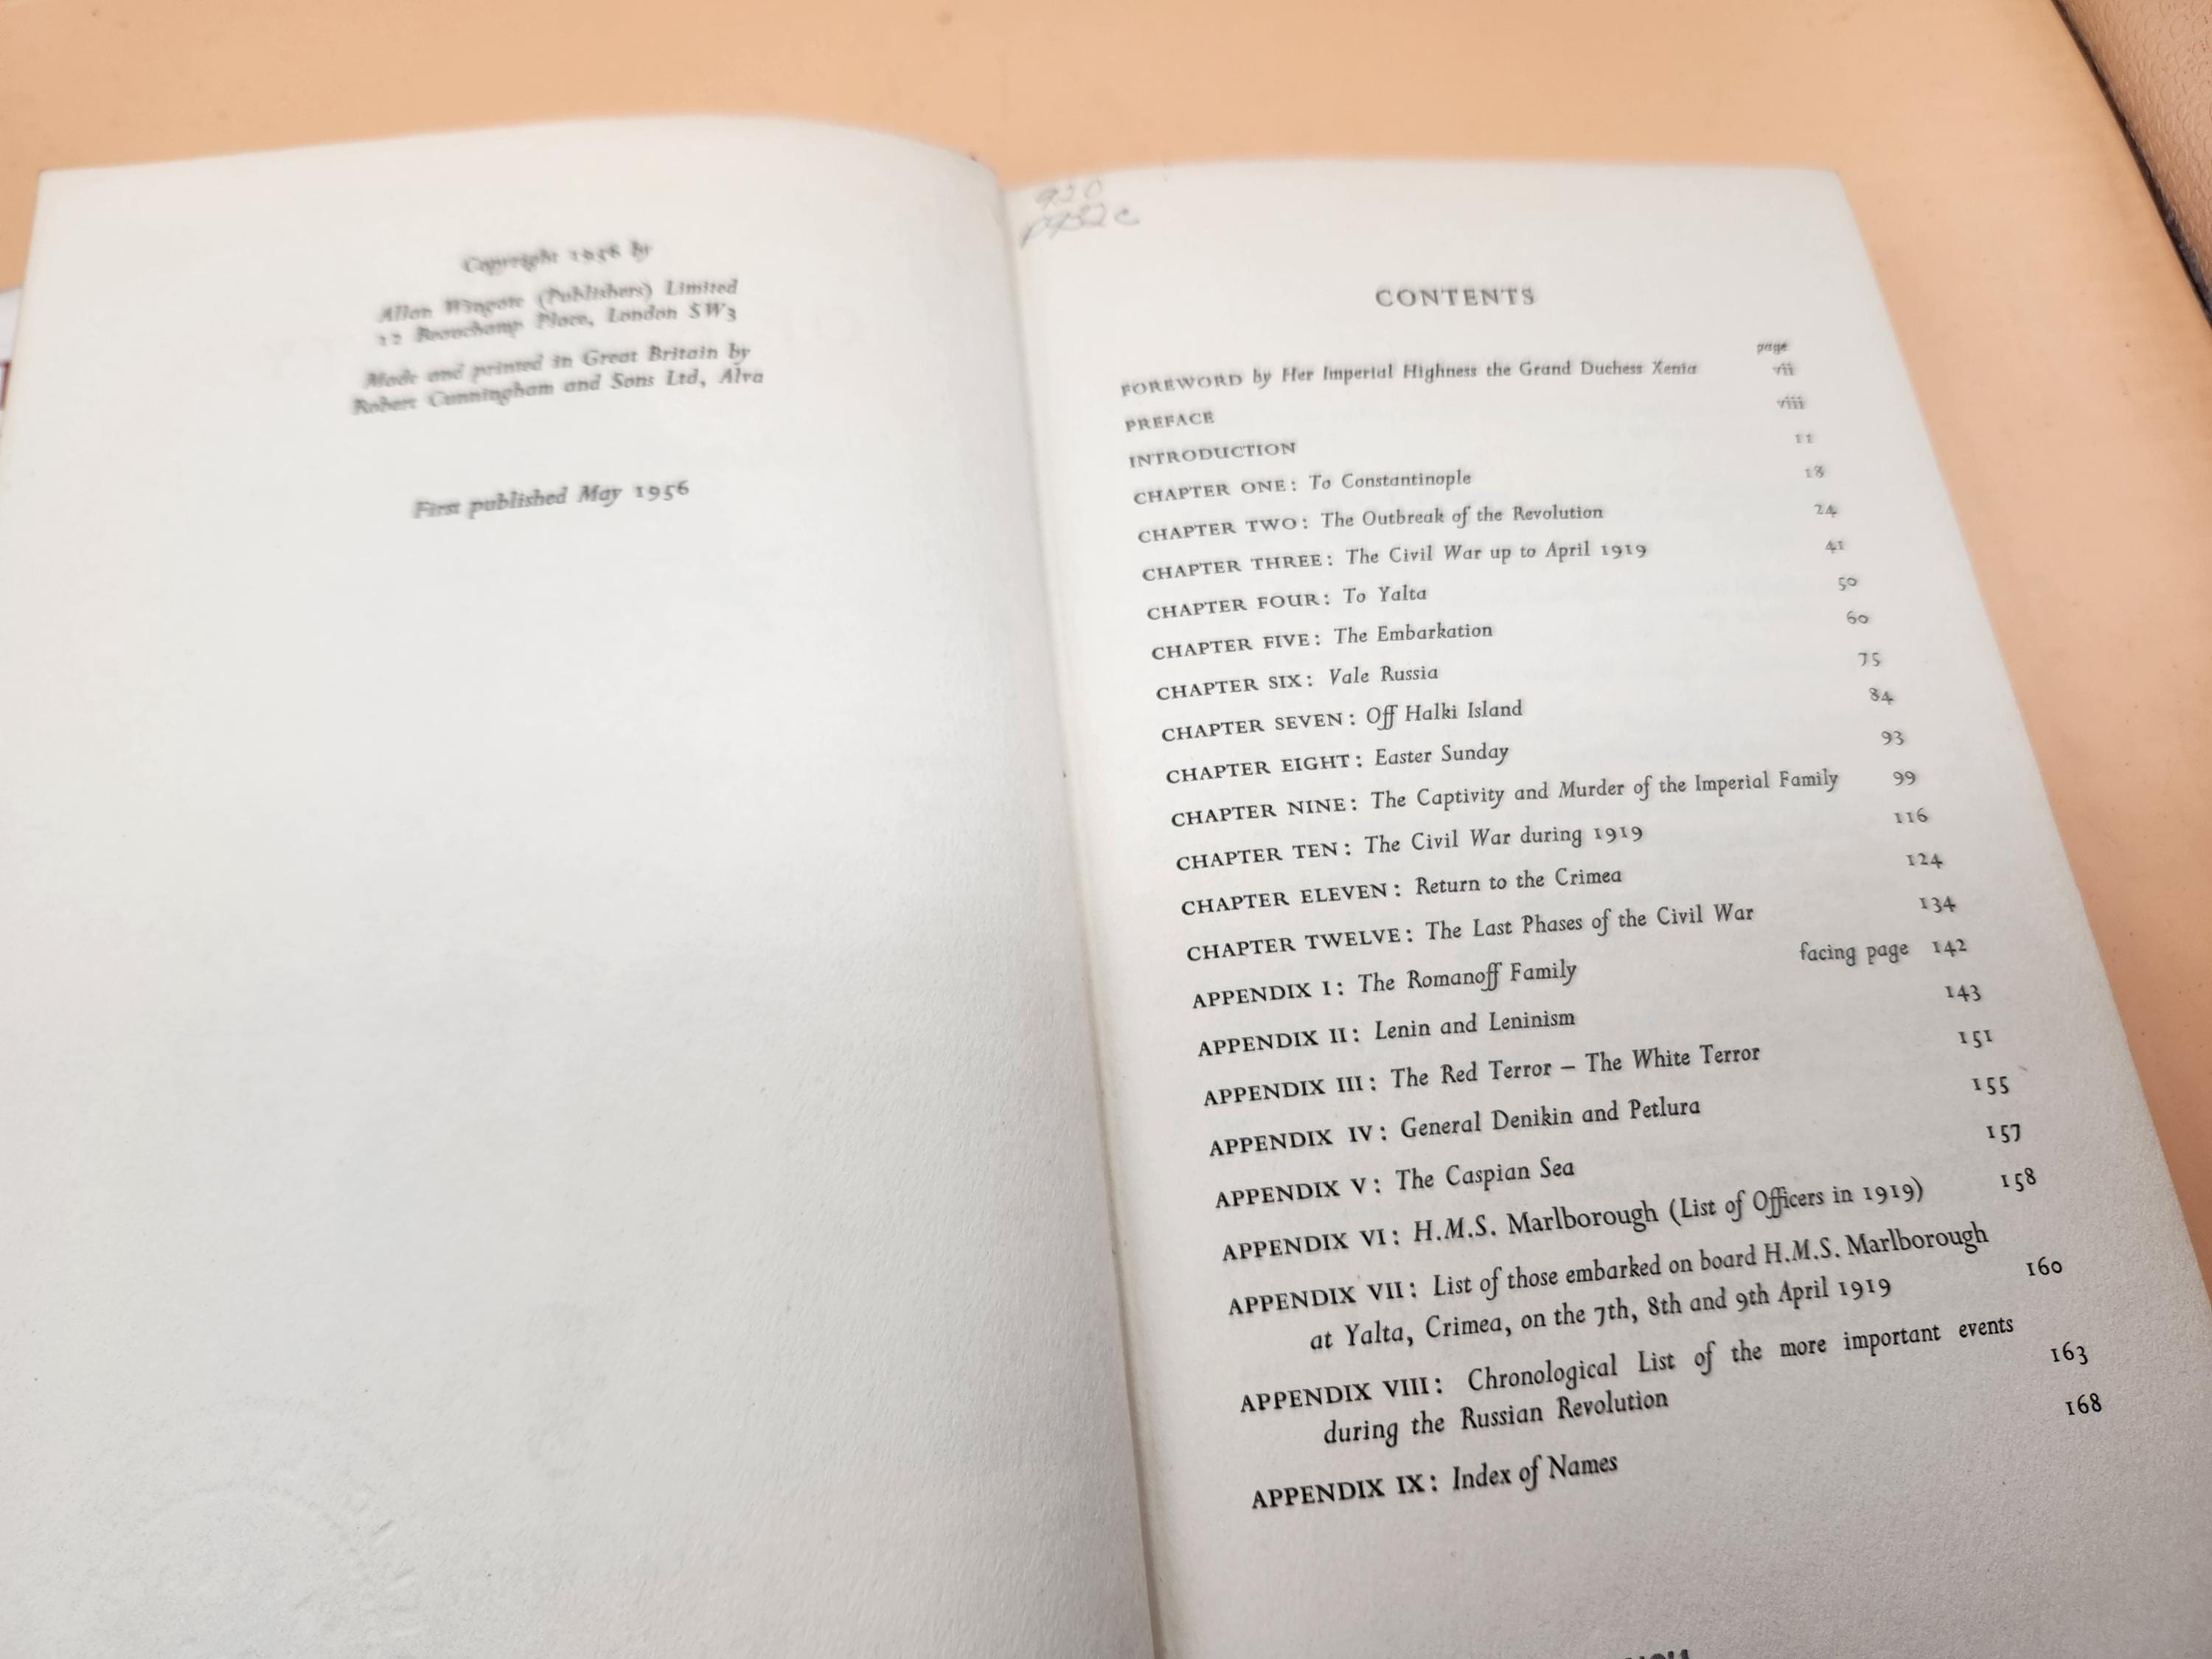 Copyright 1956 by
Allan Wingate (Publishers) Limited
12 Beauchamp Place, London SW3
Made and printed in Great Britain by
Robert Cunningham and Sons Ltd, Alva
First published May 1956
920
CONTENTS
page
FOREWORD by Her Imperial Highness the Grand Duchess Xenia vii
PREFACE viii
INTRODUCTION 11
CHAPTER ONE: To Constantinople 18
CHAPTER TWO: The Outbreak of the Revolution 24
CHAPTER THREE: The Civil War up to April 1919 41
CHAPTER FOUR: To Yalta 50
CHAPTER FIVE: The Embarkation 60
CHAPTER SIX: Vale Russia 75
CHAPTER SEVEN: Off Halki Island 84
CHAPTER EIGHT: Easter Sunday 93
CHAPTER NINE: The Captivity and Murder of the Imperial Family 99
CHAPTER TEN: The Civil War during 1919 116
CHAPTER ELEVEN: Return to the Crimea 124
CHAPTER TWELVE: The Last Phases of the Civil War 134
APPENDIX I: The Romanoff Family facing page 142
APPENDIX II: Lenin and Leninism 143
APPENDIX III: The Red Terror – The White Terror 151
APPENDIX IV: General Denikin and Petlura 155
APPENDIX V: The Caspian Sea 157
APPENDIX VI: H.M.S. Marlborough (List of Officers in 1919) 158
APPENDIX VII: List of those embarked on board H.M.S. Marlborough
at Yalta, Crimea, on the 7th, 8th and 9th April 1919 160
APPENDIX VIII: Chronological List of the more important events
during the Russian Revolution 163
APPENDIX IX: Index of Names 168